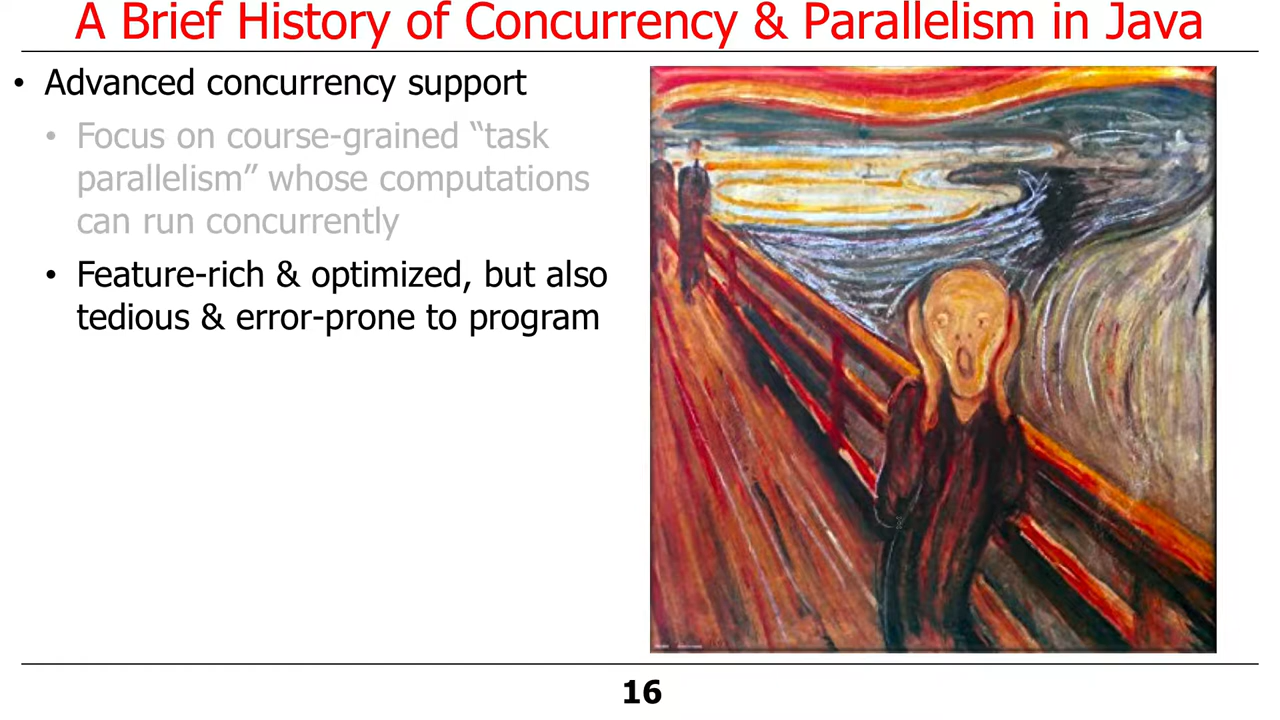 A Brief History of Concurrency & Parallelism in Java
• Advanced concurrency support
• Focus on course-grained “task
parallelism” whose computations
can run concurrently
• Feature-rich & optimized, but also
tedious & error-prone to program
16